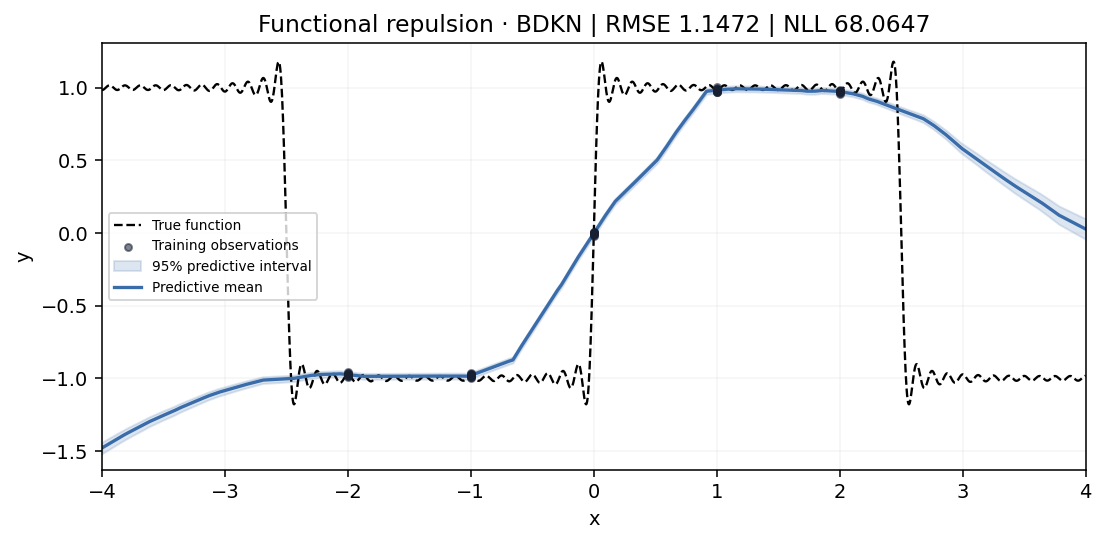 Functional repulsion · BDKN | RMSE 1.1472 | NLL 68.0647
y
1.0
0.5
0.0
−0.5
−1.0
−1.5
True function
Training observations
95% predictive interval
Predictive mean
−4 −3 −2 −1 0 1 2 3 4
x